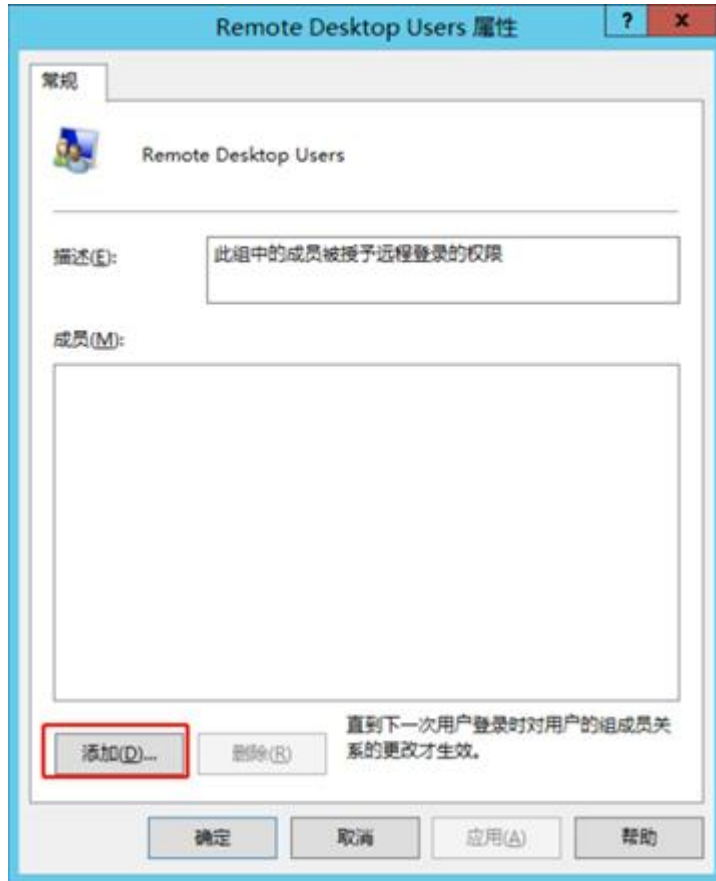 Remote Desktop Users 属性
?
x
常规
Remote Desktop Users
描述(E):
此组中的成员被授予远程登录的权限
成员(M):
添加(D)...
删除(R)
直到下一次用户登录时对用户的组成员关
系的更改才生效。
确定
取消
应用(A)
帮助